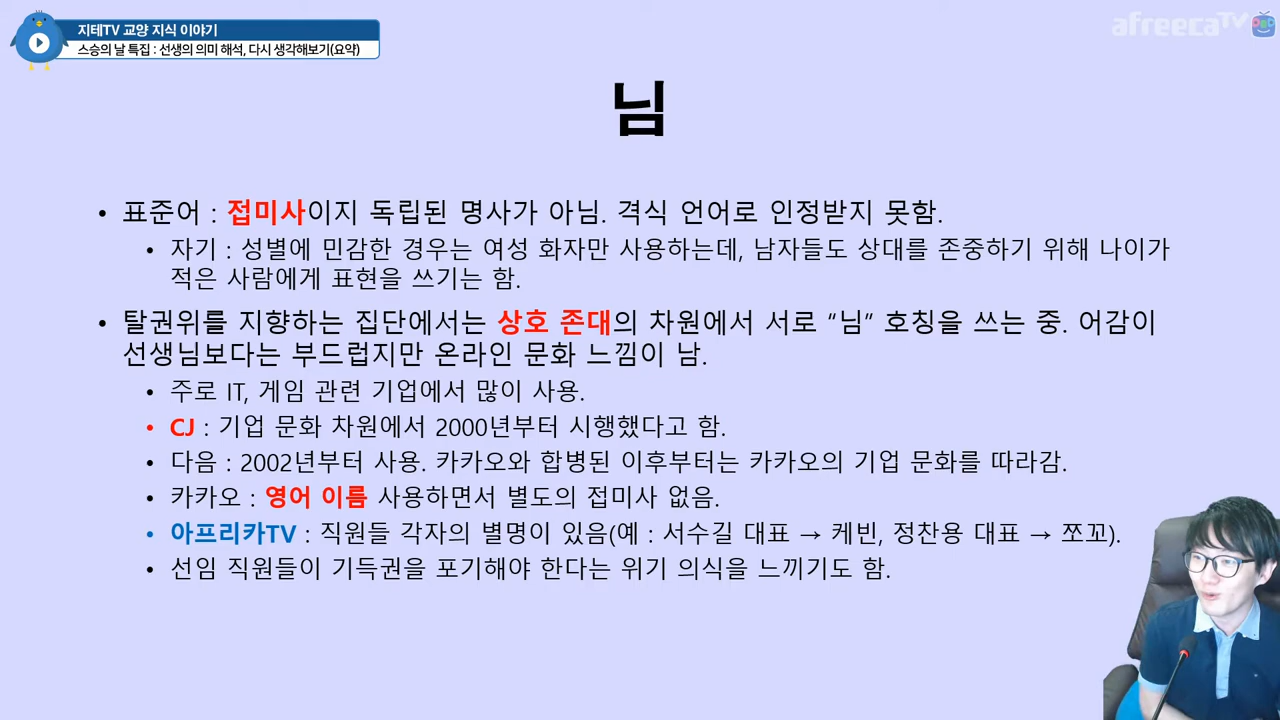 지테TV 교양 지식 이야기
스승의 날 특집 : 선생의 의미 해석, 다시 생각해보기(요약)
afreecaTV
님
• 표준어 : 접미사이지 독립된 명사가 아님. 격식 언어로 인정받지 못함.
• 자기 : 성별에 민감한 경우는 여성 화자만 사용하는데, 남자들도 상대를 존중하기 위해 나이가
적은 사람에게 표현을 쓰기는 함.
• 탈권위를 지향하는 집단에서는 상호 존대의 차원에서 서로 “님” 호칭을 쓰는 중. 어감이
선생님보다는 부드럽지만 온라인 문화 느낌이 남.
• 주로 IT, 게임 관련 기업에서 많이 사용.
• CJ : 기업 문화 차원에서 2000년부터 시행했다고 함.
• 다음 : 2002년부터 사용. 카카오와 합병된 이후부터는 카카오의 기업 문화를 따라감.
• 카카오 : 영어 이름 사용하면서 별도의 접미사 없음.
• 아프리카TV : 직원들 각자의 별명이 있음(예 : 서수길 대표 → 케빈, 정찬용 대표 → 쪼꼬).
• 선임 직원들이 기득권을 포기해야 한다는 위기 의식을 느끼기도 함.